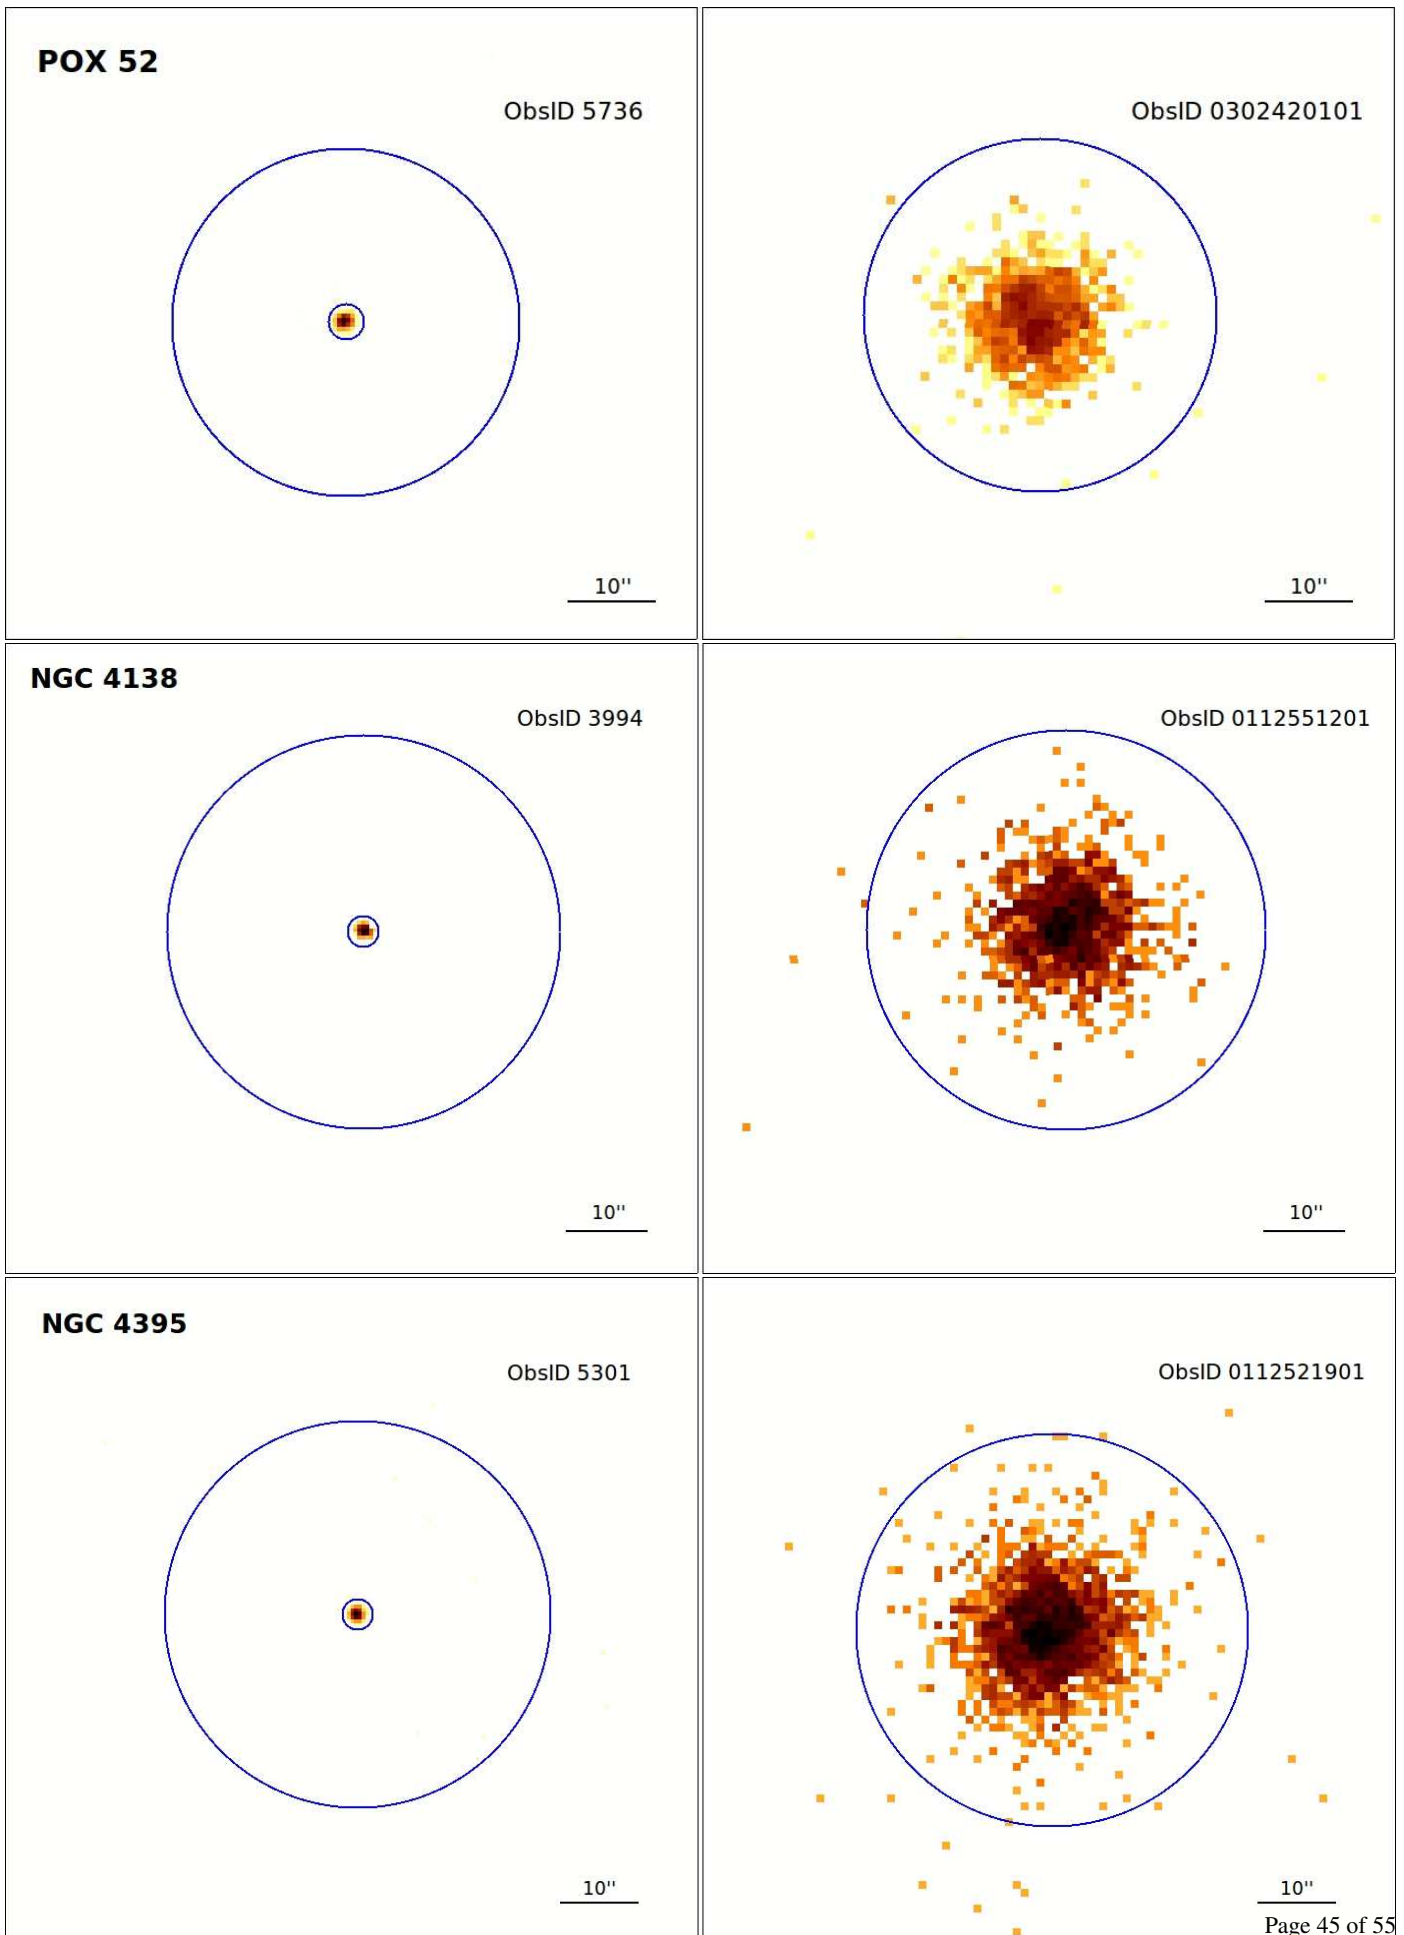 POX 52
ObsID 5736
10''
ObsID 0302420101
10''
NGC 4138
ObsID 3994
10''
ObsID 0112551201
10''
NGC 4395
ObsID 5301
10''
ObsID 0112521901
10''
Page 45 of 55